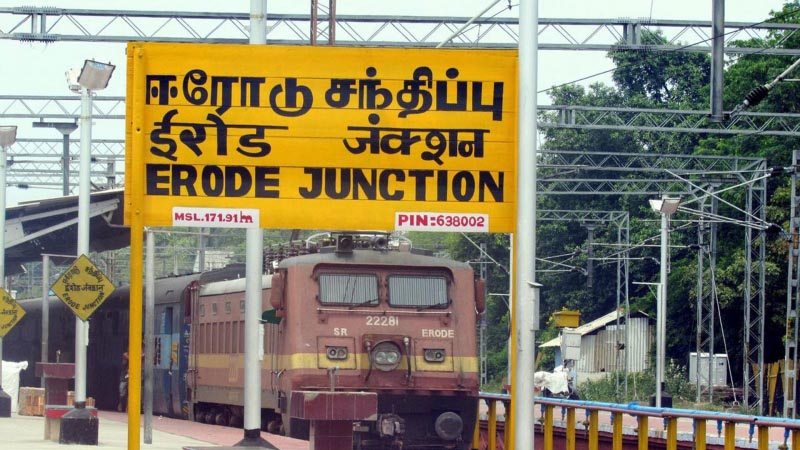 ஈரோடு சந்திப்பு
ईरोड जंक्शन
ERODE JUNCTION
MSL.171.91m
PIN:-638002
22281
SR ERODE